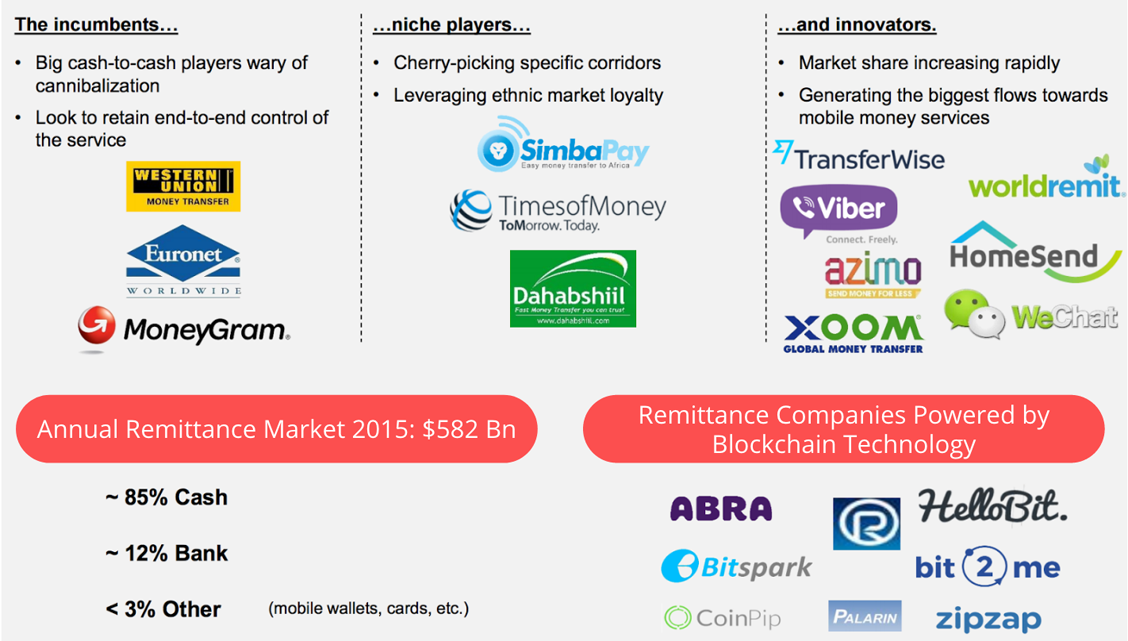 The incumbents…
• Big cash-to-cash players wary of
cannibalization
• Look to retain end-to-end control of
the service
WESTERN
UNION
MONEY TRANSFER
Euronet®
WORLDWIDE
MoneyGram®
…niche players…
• Cherry-picking specific corridors
• Leveraging ethnic market loyalty
SimbaPay
Easy money transfer to Africa
TimesofMoney
ToMorrow. Today.
Dahabshiil
Fast Money Transfer you can trust
www.dahabshiil.com
…and innovators.
• Market share increasing rapidly
• Generating the biggest flows towards
mobile money services
TransferWise
worldremit
Viber
Connect. Freely.
HomeSend
azimo
SEND MONEY FOR LESS
WeChat
XOOM®
GLOBAL MONEY TRANSFER
Annual Remittance Market 2015: $582 Bn
~ 85% Cash
~ 12% Bank
< 3% Other (mobile wallets, cards, etc.)
Remittance Companies Powered by
Blockchain Technology
ABRA
R
HelloBit.
Bitspark
bit2me
CoinPip
PALARIN
zipzap